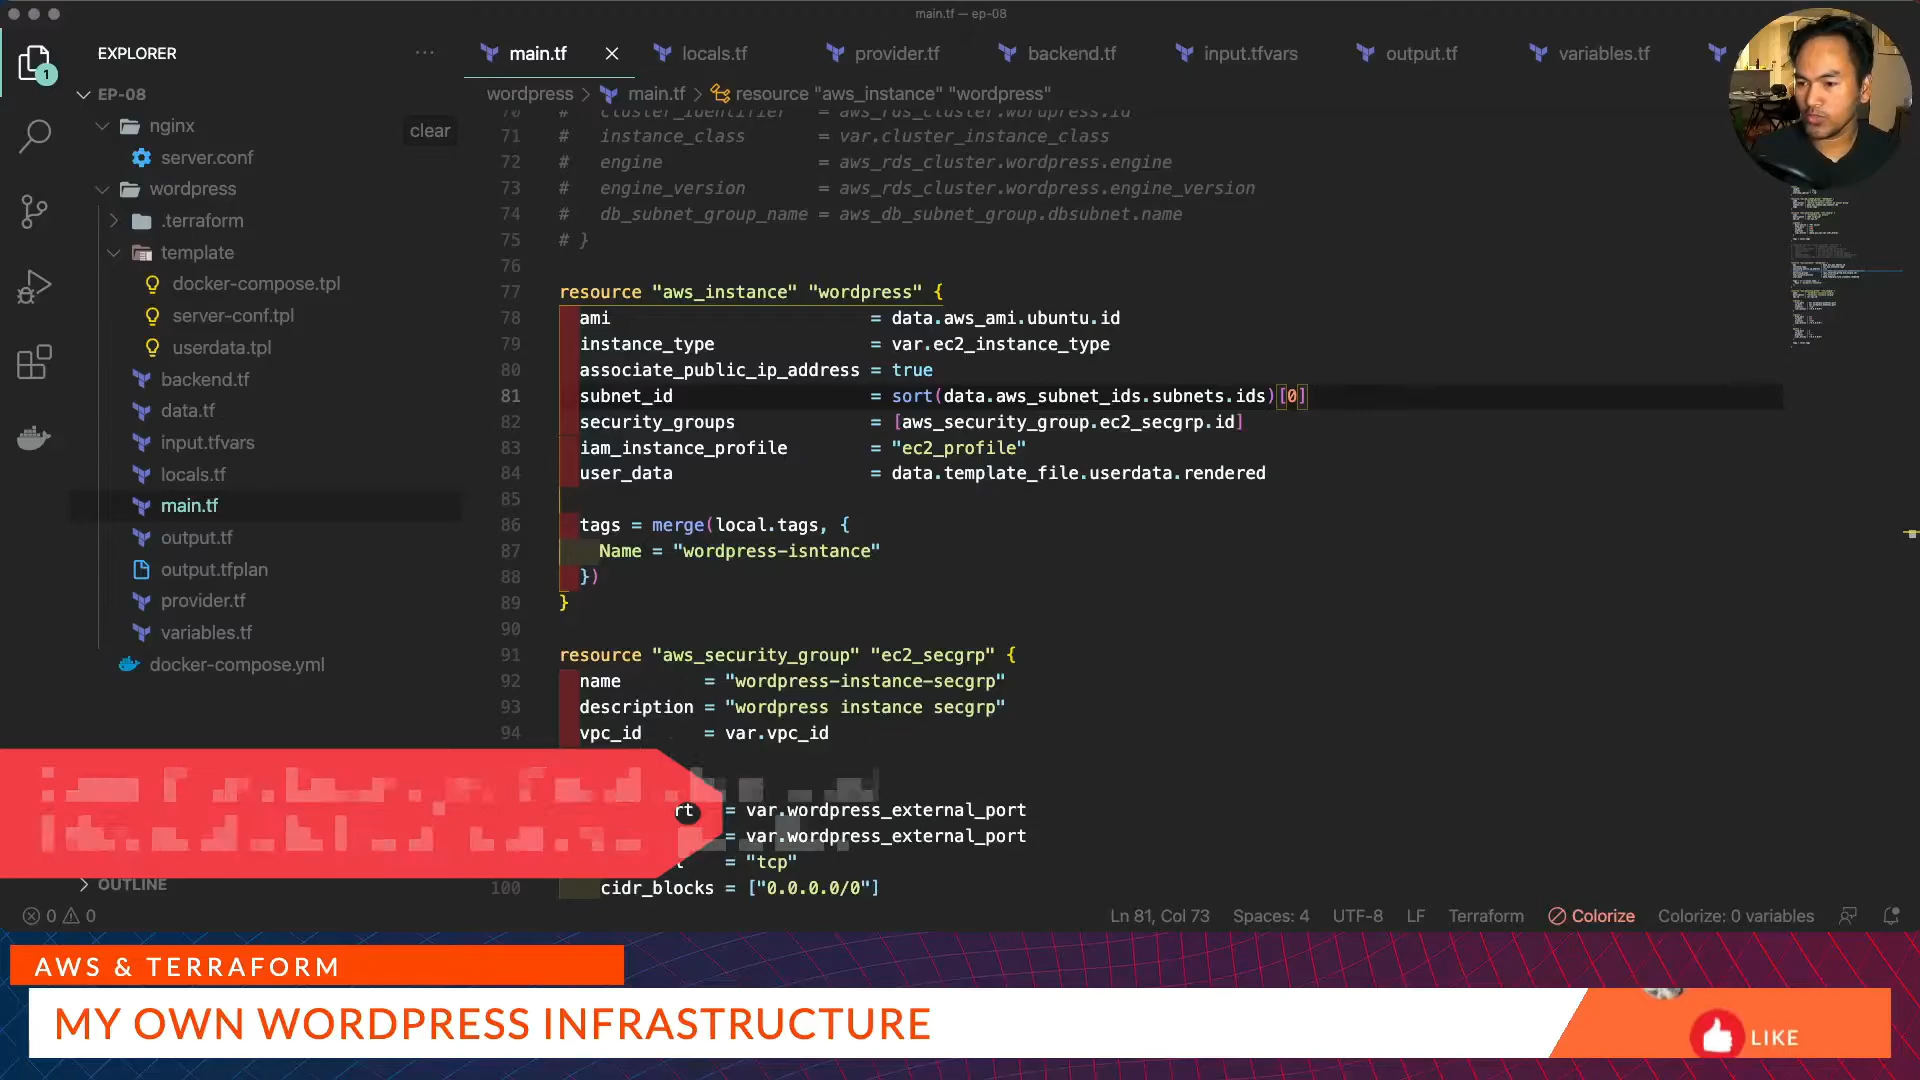 main.tf — ep-08
EXPLORER
EP-08
nginx
clear
server.conf
wordpress
.terraform
template
docker-compose.tpl
server-conf.tpl
userdata.tpl
backend.tf
data.tf
input.tfvars
locals.tf
main.tf
output.tf
output.tfplan
provider.tf
variables.tf
docker-compose.yml
OUTLINE
1
main.tf
locals.tf
provider.tf
backend.tf
input.tfvars
output.tf
variables.tf
wordpress > main.tf > resource "aws_instance" "wordpress"
70 # cluster_identifier = aws_rds_cluster.wordpress.id
71 # instance_class = var.cluster_instance_class
72 # engine = aws_rds_cluster.wordpress.engine
73 # engine_version = aws_rds_cluster.wordpress.engine_version
74 # db_subnet_group_name = aws_db_subnet_group.dbsubnet.name
75 # }
76
77 resource "aws_instance" "wordpress" {
78 ami = data.aws_ami.ubuntu.id
79 instance_type = var.ec2_instance_type
80 associate_public_ip_address = true
81 subnet_id = sort(data.aws_subnet_ids.subnets.ids)[0]
82 security_groups = [aws_security_group.ec2_secgrp.id]
83 iam_instance_profile = "ec2_profile"
84 user_data = data.template_file.userdata.rendered
85
86 tags = merge(local.tags, {
87 Name = "wordpress-isntance"
88 })
89 }
90
91 resource "aws_security_group" "ec2_secgrp" {
92 name = "wordpress-instance-secgrp"
93 description = "wordpress instance secgrp"
94 vpc_id = var.vpc_id
rt = var.wordpress_external_port
= var.wordpress_external_port
= "tcp"
100 cidr_blocks = ["0.0.0.0/0"]
0 0
Ln 81, Col 73 Spaces: 4 UTF-8 LF Terraform Colorize Colorize: 0 variables
AWS & TERRAFORM
MY OWN WORDPRESS INFRASTRUCTURE
LIKE